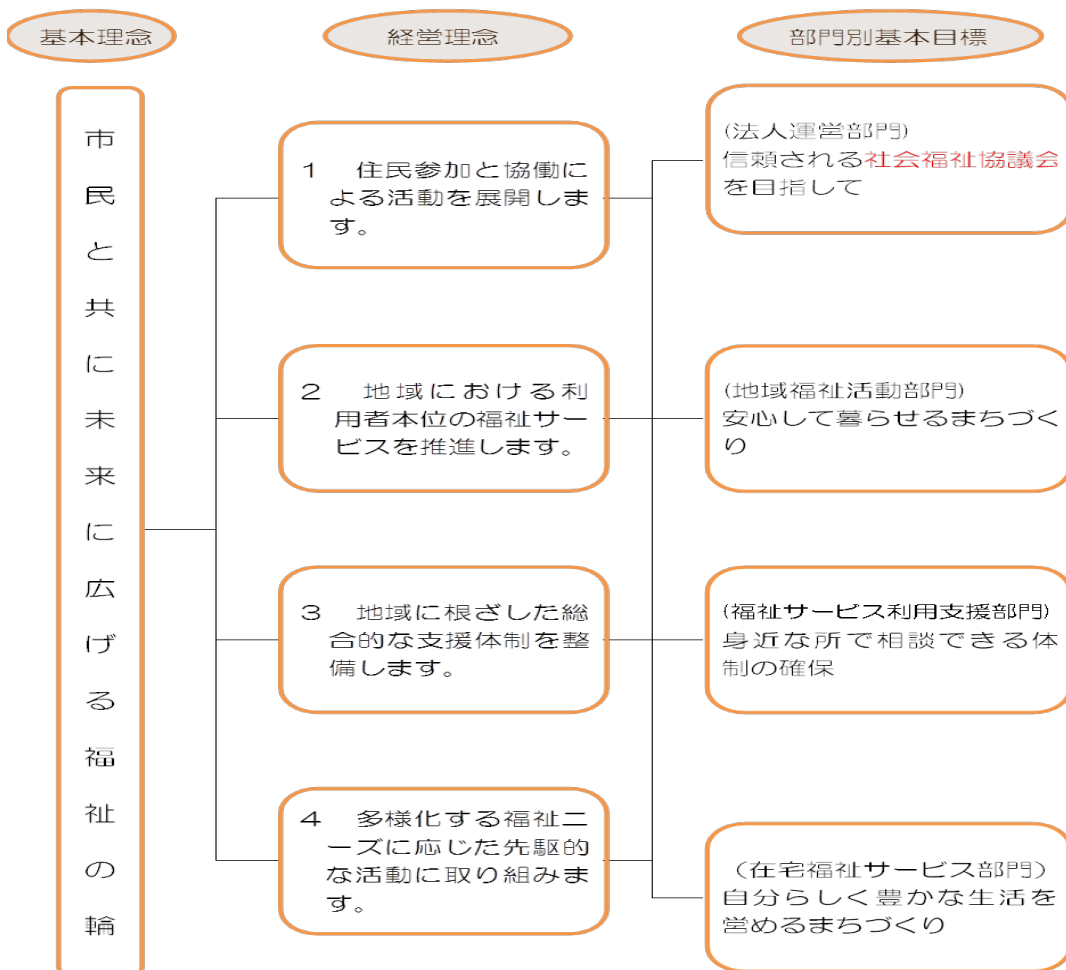 基本理念
経営理念
部門別基本目標
市民と共に未来に広げる福祉の輪
1　住民参加と協働に
よる活動を展開しま
す。
2　地域における利
用者本位の福祉サー
ビスを推進します。
3　地域に根ざした総
合的な支援体制を整
備します。
4　多様化する福祉ニ
ーズに応じた先駆的
な活動に取り組みま
す。
(法人運営部門)
信頼される社会福祉協議会
を目指して
(地域福祉活動部門)
安心して暮らせるまちづく
り
(福祉サービス利用支援部門)
身近な所で相談できる体
制の確保
(在宅福祉サービス部門)
自分らしく豊かな生活を
営めるまちづくり